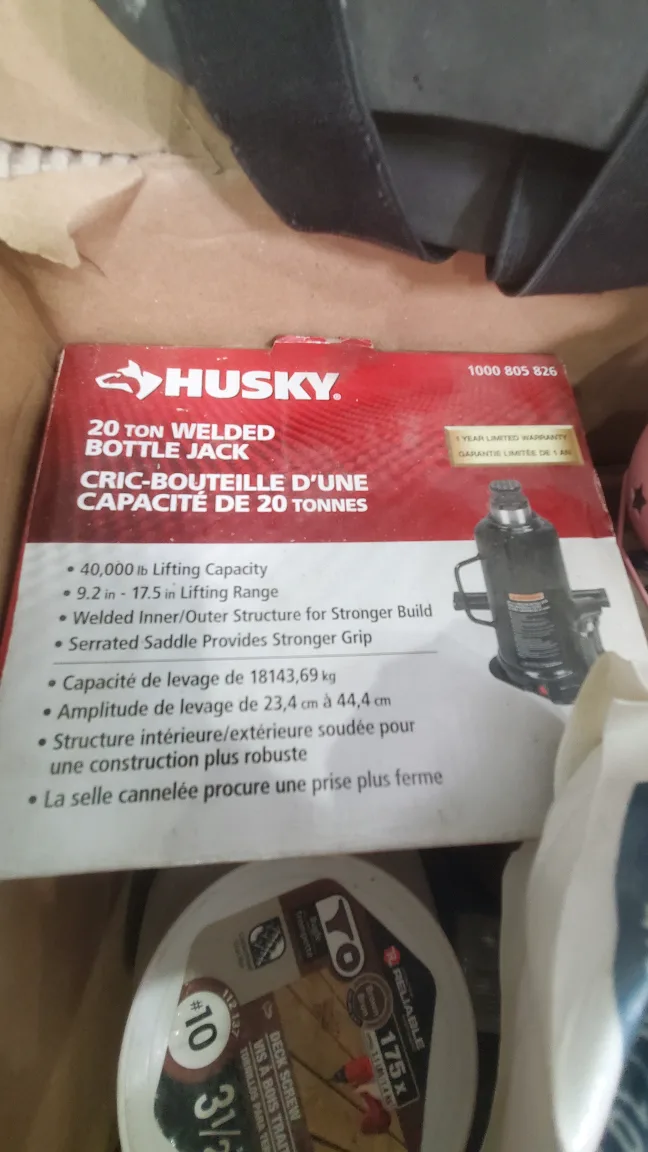 HUSKY®
1000 805 826
20 TON WELDED
BOTTLE JACK
CRIC-BOUTEILLE D'UNE
CAPACITÉ DE 20 TONNES
1 YEAR LIMITED WARRANTY
GARANTIE LIMITÉE DE 1 AN
• 40,000 lb Lifting Capacity
• 9.2 in - 17.5 in Lifting Range
• Welded Inner/Outer Structure for Stronger Build
• Serrated Saddle Provides Stronger Grip
• Capacité de levage de 18143,69 kg
• Amplitude de levage de 23,4 cm à 44,4 cm
• Structure intérieure/extérieure soudée pour
une construction plus robuste
• La selle cannelée procure une prise plus ferme
RELIABLE
175X
#10
DECK SCREW
VIS À BOIS
3 1/